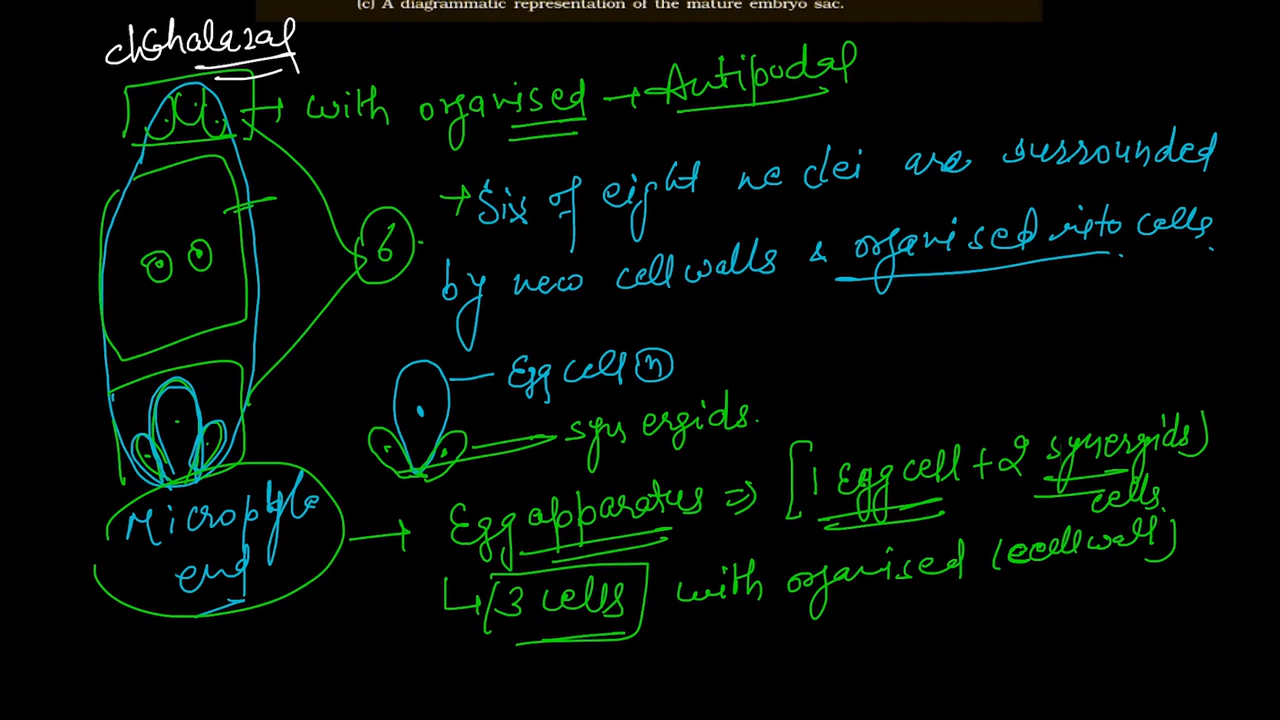 (c) A diagrammatic representation of the mature embryo sac.
chGhalazal
→ with organised → Antipodal
→ Six of eight nuclei are surrounded
by new cell walls & organised into cells.
6
Egg cell (n)
synergids.
Micropyle
end
→ Egg apparatus ⇒ [1 Egg cell + 2 synergids)
cells.
↳ 3 cells with organised (cell wall)